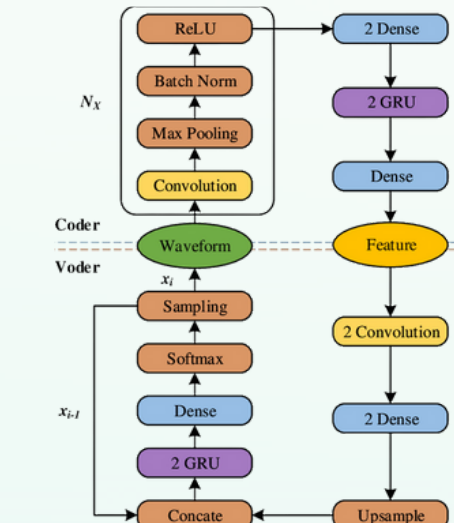 ReLU
2 Dense
Batch Norm
2 GRU
N_X
Max Pooling
Dense
Convolution
Coder
Waveform
Feature
Voder
x_i
Sampling
2 Convolution
Softmax
x_{i-1}
Dense
2 Dense
2 GRU
Concate
Upsample